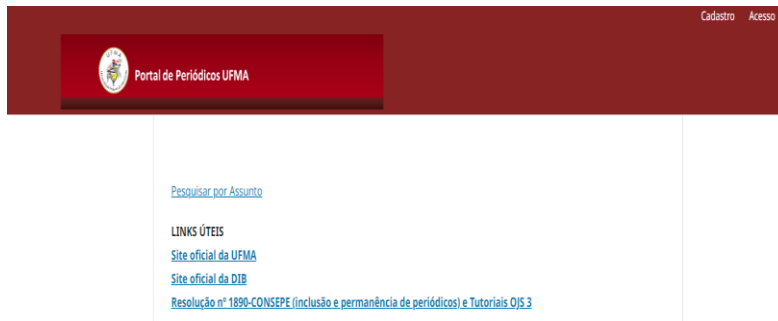 Cadastro Acesso
Portal de Periódicos UFMA
Pesquisar por Assunto
LINKS ÚTEIS
Site oficial da UFMA
Site oficial da DIB
Resolução nº 1890-CONSEPE (inclusão e permanência de periódicos) e Tutoriais OJS 3